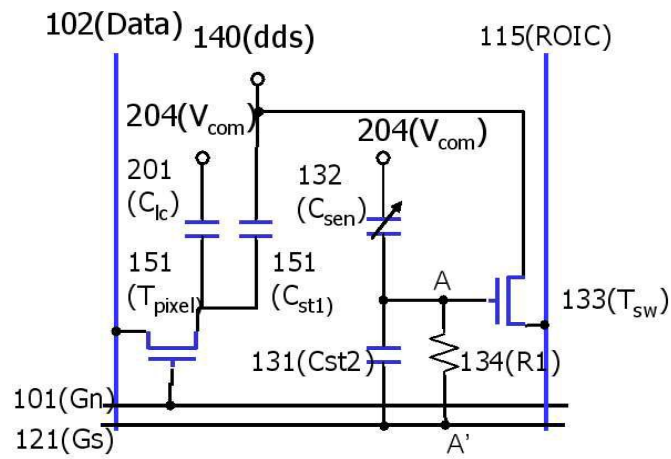 102(Data)
140(dds)
115(ROIC)
204(Vcom)
204(Vcom)
201
(Clc)
132
(Csen)
151
(Tpixel)
151
(Cst1)
A
133(Tsw)
131(Cst2)
134(R1)
101(Gn)
121(Gs)
A'